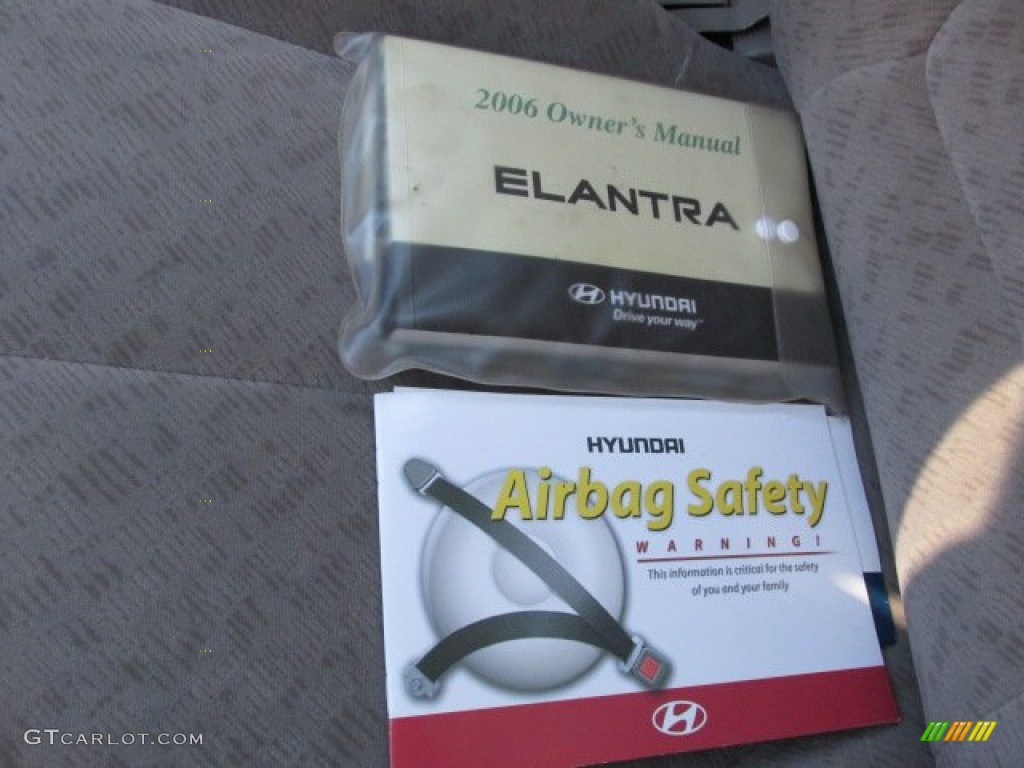 2006 Owner's Manual
ELANTRA
HYUNDAI
Drive your way™
HYUNDAI
Airbag Safety
WARNING!
This information is critical for the safety
of you and your family
GTCARLOT.COM